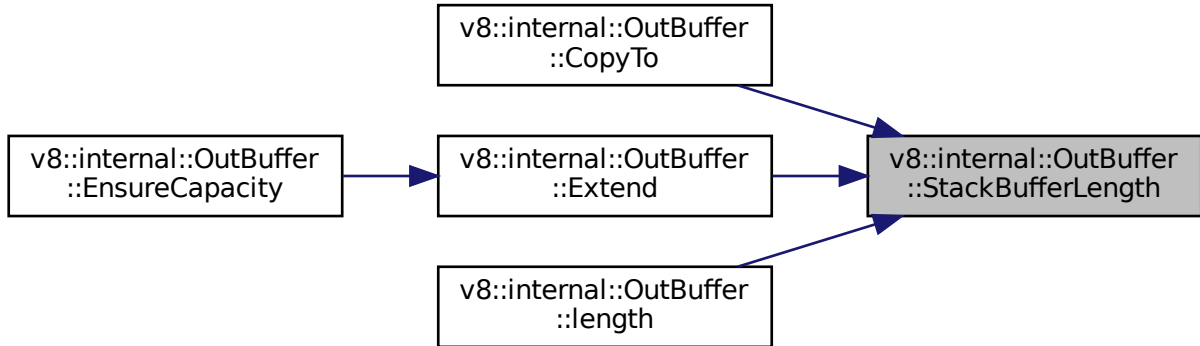 v8::internal::OutBuffer
::CopyTo
v8::internal::OutBuffer
::EnsureCapacity
v8::internal::OutBuffer
::Extend
v8::internal::OutBuffer
::StackBufferLength
v8::internal::OutBuffer
::length